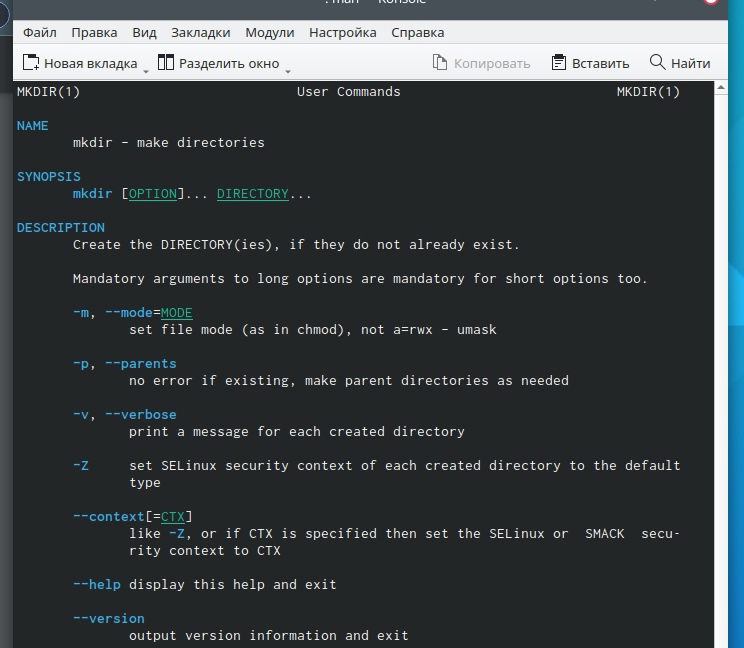 : man — Konsole
Файл Правка Вид Закладки Модули Настройка Справка
Новая вкладка Разделить окно Копировать Вставить Найти
MKDIR(1) User Commands MKDIR(1)
NAME
mkdir - make directories
SYNOPSIS
mkdir [OPTION]... DIRECTORY...
DESCRIPTION
Create the DIRECTORY(ies), if they do not already exist.
Mandatory arguments to long options are mandatory for short options too.
-m, --mode=MODE
set file mode (as in chmod), not a=rwx - umask
-p, --parents
no error if existing, make parent directories as needed
-v, --verbose
print a message for each created directory
-Z set SELinux security context of each created directory to the default
type
--context[=CTX]
like -Z, or if CTX is specified then set the SELinux or SMACK secu-
rity context to CTX
--help display this help and exit
--version
output version information and exit